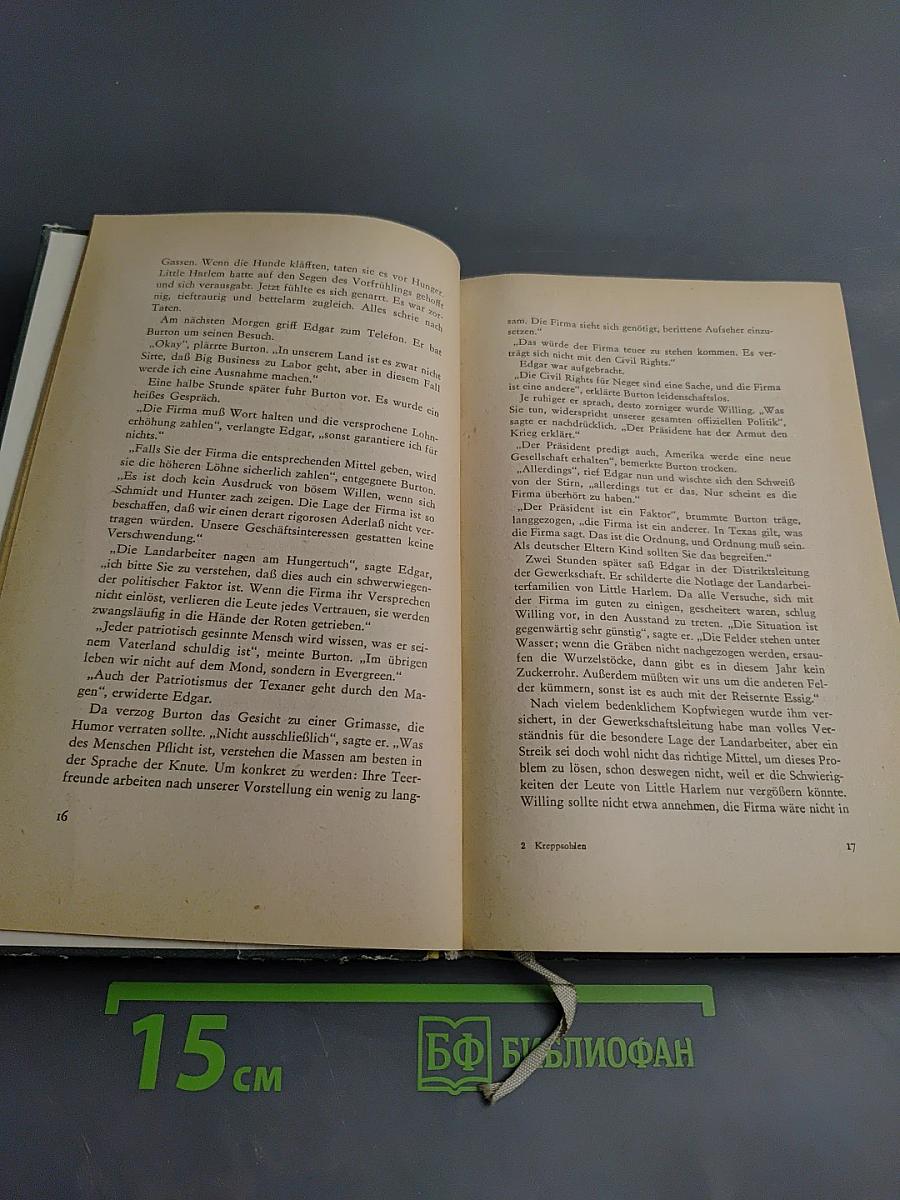 Gassen. Wenn die Hunde kläfften, taten sie es vor Hunger.
Little Harlem hatte auf den Segen des Vorfrühlings gehofft
und sich verausgabt. Jetzt fühlte es sich genarrt. Es war zor-
nig, tieftraurig und bettelarm zugleich. Alles schrie nach
Taten.
Am nächsten Morgen griff Edgar zum Telefon. Er bat
Burton um seinen Besuch.
„Okay“, plärrte Burton. „In unserem Land ist es zwar nicht
Sitte, daß Big Business zu Labor geht, aber in diesem Fall
werde ich eine Ausnahme machen.“
Eine halbe Stunde später fuhr Burton vor. Es wurde ein
heißes Gespräch.
„Die Firma muß Wort halten und die versprochene Lohn-
erhöhung zahlen“, verlangte Edgar, „sonst garantiere ich für
nichts.“
„Falls Sie der Firma die entsprechenden Mittel geben, wird
sie die höheren Löhne sicherlich zahlen“, entgegnete Burton.
„Es ist doch kein Ausdruck von bösem Willen, wenn sich
Schmidt und Hunter zach zeigen. Die Lage der Firma ist so
beschaffen, daß wir einen derart rigorosen Aderlaß nicht ver-
tragen würden. Unsere Geschäftsinteressen gestatten keine
Verschwendung.“
„Die Landarbeiter nagen am Hungertuch“, sagte Edgar,
„ich bitte Sie zu verstehen, daß dies auch ein schwerwiegen-
der politischer Faktor ist. Wenn die Firma ihr Versprechen
nicht einlöst, verlieren die Leute jedes Vertrauen, sie werden
zwangsläufig in die Hände der Roten getrieben.“
„Jeder patriotisch gesinnte Mensch wird wissen, was er sei-
nem Vaterland schuldig ist“, meinte Burton. „Im übrigen
leben wir nicht auf dem Mond, sondern in Evergreen.“
„Auch der Patriotismus der Texaner geht durch den Ma-
gen“, erwiderte Edgar.
Da verzog Burton das Gesicht zu einer Grimasse, die
Humor verraten sollte. „Nicht ausschließlich“, sagte er. „Was
des Menschen Pflicht ist, verstehen die Massen am besten in
der Sprache der Knute. Um konkret zu werden: Ihre Teer-
freunde arbeiten nach unserer Vorstellung ein wenig zu lang-
16
sam. Die Firma sieht sich genötigt, berittene Aufseher einzu-
setzen.“
„Das würde der Firma teuer zu stehen kommen. Es ver-
trägt sich nicht mit den Civil Rights.“
Edgar war aufgebracht.
„Die Civil Rights für Neger sind eine Sache, und die Firma
ist eine andere“, erklärte Burton leidenschaftslos.
Je ruhiger er sprach, desto zorniger wurde Willing. „Was
Sie tun, widerspricht unserer gesamten offiziellen Politik“,
sagte er nachdrücklich. „Der Präsident hat der Armut den
Krieg erklärt.“
„Der Präsident predigt auch, Amerika werde eine neue
Gesellschaft erhalten“, bemerkte Burton trocken.
„Allerdings“, rief Edgar nun und wischte sich den Schweiß
von der Stirn, „allerdings tut er das. Nur scheint es die
Firma überhört zu haben.“
„Der Präsident ist ein Faktor“, brummte Burton träge,
langgezogen, „die Firma ist ein anderer. In Texas gilt, was
die Firma sagt. Das ist die Ordnung, und Ordnung muß sein.
Als deutscher Eltern Kind sollten Sie das begreifen.“
Zwei Stunden später saß Edgar in der Distriktsleitung
der Gewerkschaft. Er schilderte die Notlage der Landarbei-
terfamilien von Little Harlem. Da alle Versuche, sich mit
der Firma im guten zu einigen, gescheitert waren, schlug
Willing vor, in den Ausstand zu treten. „Die Situation ist
gegenwärtig sehr günstig“, sagte er. „Die Felder stehen unter
Wasser; wenn die Gräben nicht nachgezogen werden, ersau-
fen die Wurzelstöcke, dann gibt es in diesem Jahr kein
Zuckerrohr. Außerdem müßten wir uns um die anderen Fel-
der kümmern, sonst ist es auch mit der Reisernte Essig.“
Nach vielem bedenklichem Kopfwiegen wurde ihm ver-
sichert, in der Gewerkschaftsleitung habe man volles Ver-
ständnis für die besondere Lage der Landarbeiter, aber ein
Streik sei doch wohl nicht das richtige Mittel, um dieses Pro-
blem zu lösen, schon deswegen nicht, weil er die Schwierig-
keiten der Leute von Little Harlem nur vergößern könnte.
Willing sollte nicht etwa annehmen, die Firma wäre nicht in
2 Kreppsohlen
17
15 см
БФ БИБЛИОФАН